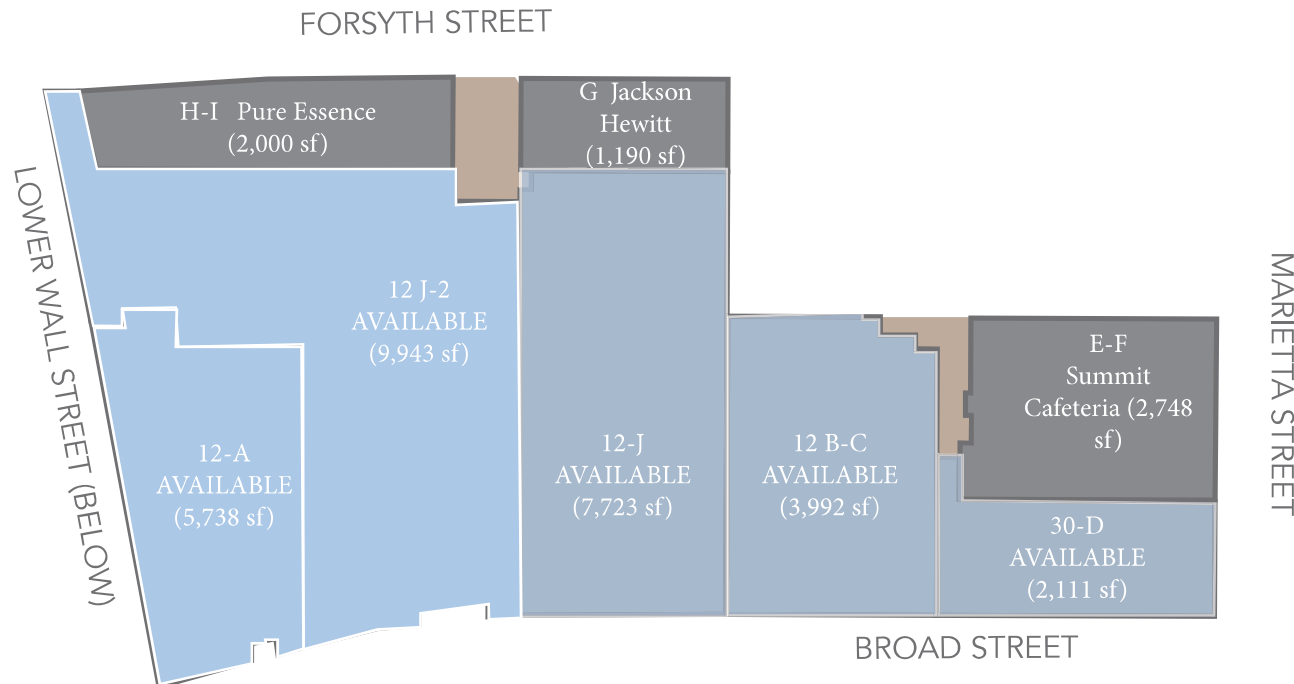 FORSYTH STREET
H-I Pure Essence
(2,000 sf)
G Jackson
Hewitt
(1,190 sf)
LOWER WALL STREET (BELOW)
12 J-2
AVAILABLE
(9,943 sf)
12-A
AVAILABLE
(5,738 sf)
12-J
AVAILABLE
(7,723 sf)
12 B-C
AVAILABLE
(3,992 sf)
E-F
Summit
Cafeteria (2,748
sf)
30-D
AVAILABLE
(2,111 sf)
MARIETTA STREET
BROAD STREET